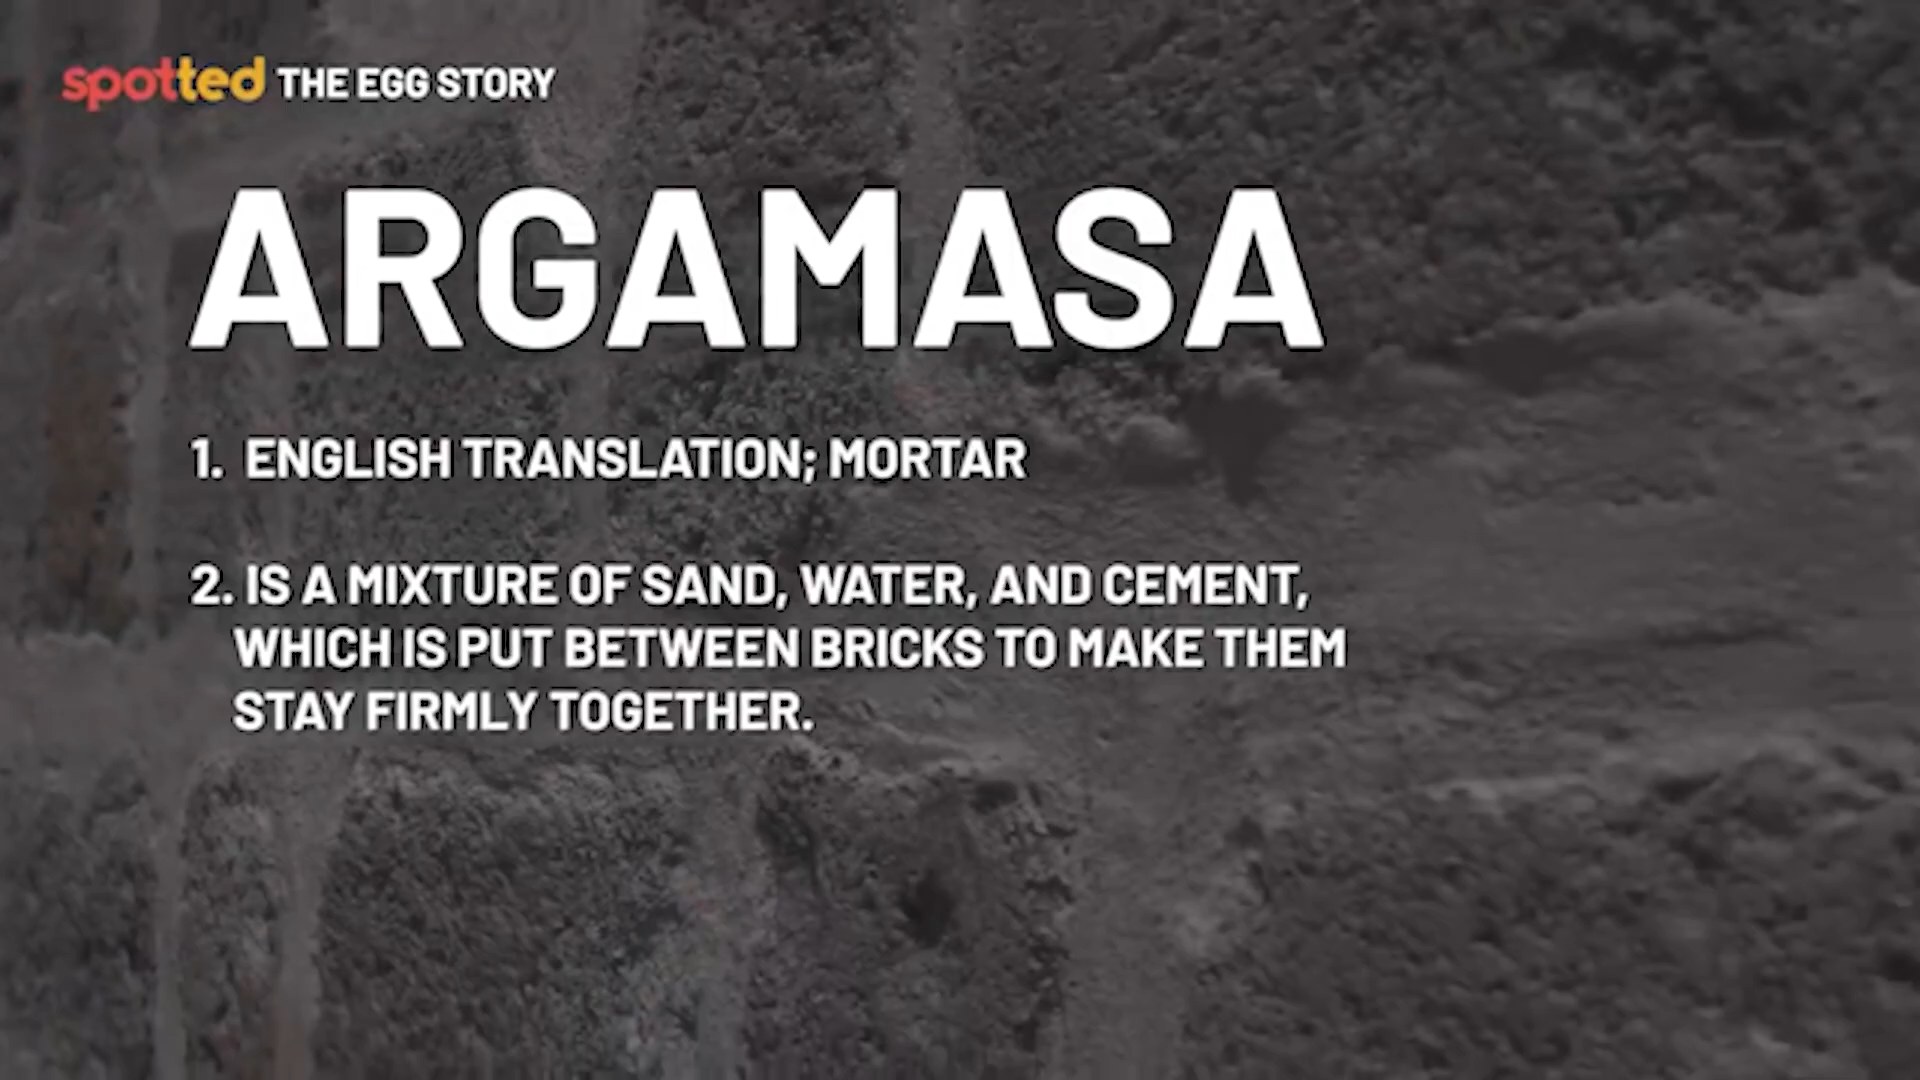 spotted THE EGG STORY
ARGAMASA
1. ENGLISH TRANSLATION; MORTAR
2. IS A MIXTURE OF SAND, WATER, AND CEMENT,
WHICH IS PUT BETWEEN BRICKS TO MAKE THEM
STAY FIRMLY TOGETHER.